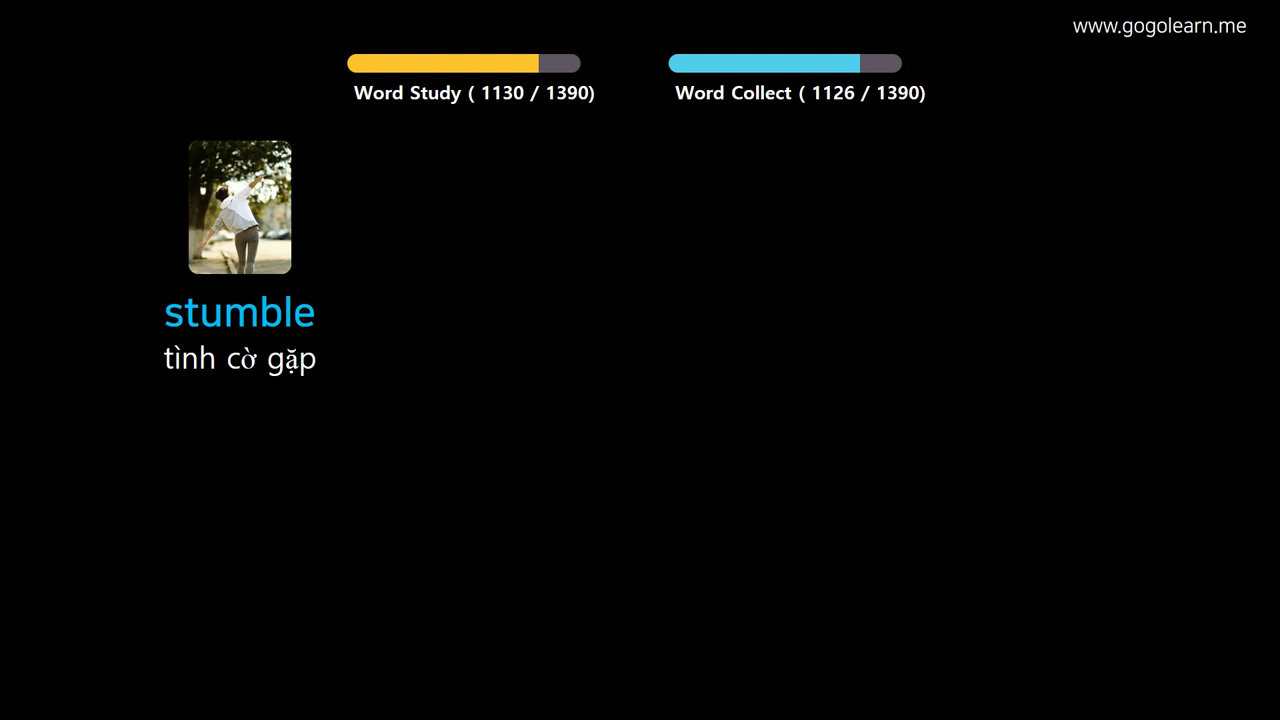 www.gogolearn.me
Word Study ( 1130 / 1390)
Word Collect ( 1126 / 1390)
stumble
tình cờ gặp